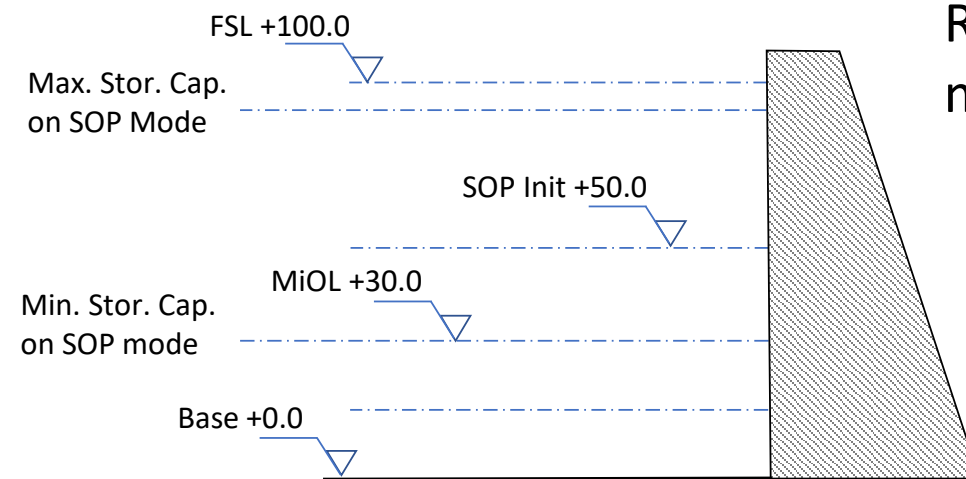 FSL +100.0
Max. Stor. Cap.
on SOP Mode
SOP Init +50.0
MiOL +30.0
Min. Stor. Cap.
on SOP mode
Base +0.0